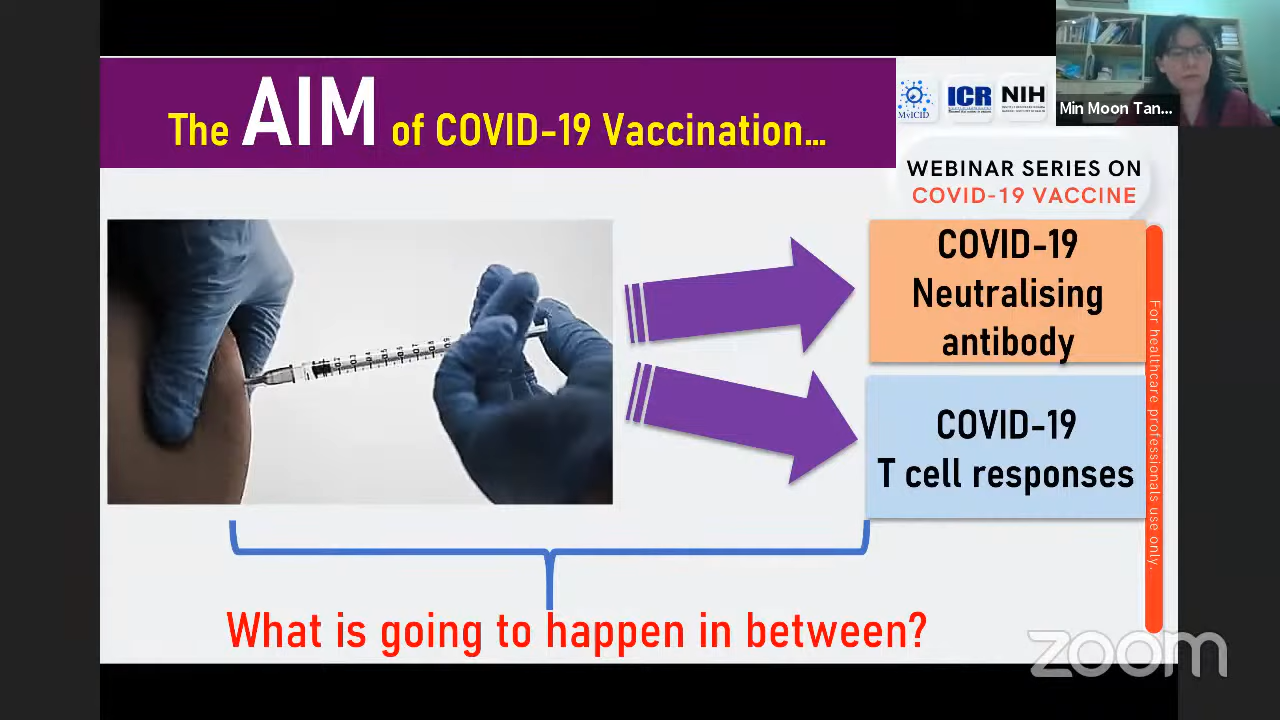 The AIM of COVID-19 Vaccination...
MyICID
ICR
NIH
Min Moon Tan...
WEBINAR SERIES ON
COVID-19 VACCINE
COVID-19
Neutralising
antibody
COVID-19
T cell responses
For healthcare professionals use only.
What is going to happen in between?
zoom